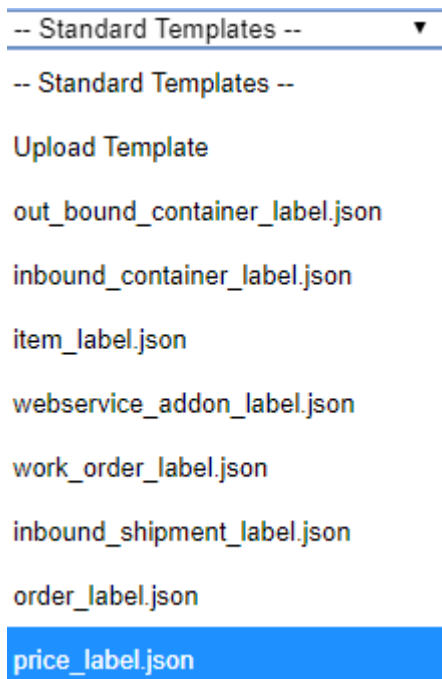 -- Standard Templates --
-- Standard Templates --
Upload Template
out_bound_container_label.json
inbound_container_label.json
item_label.json
webservice_addon_label.json
work_order_label.json
inbound_shipment_label.json
order_label.json
price_label.json